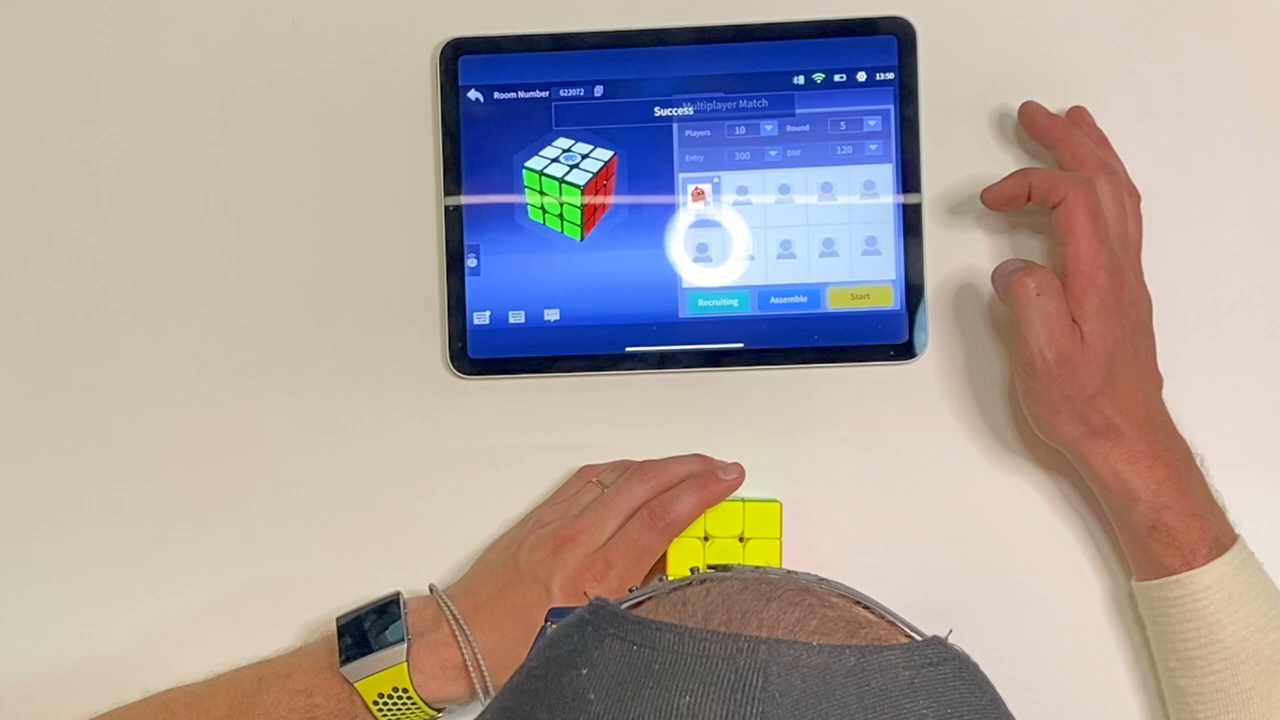 13:50
Room Number 622072
Multiplayer Match
Success
Players 10 Round 5
Entry 300 DNF 120
Recruiting Assemble Start